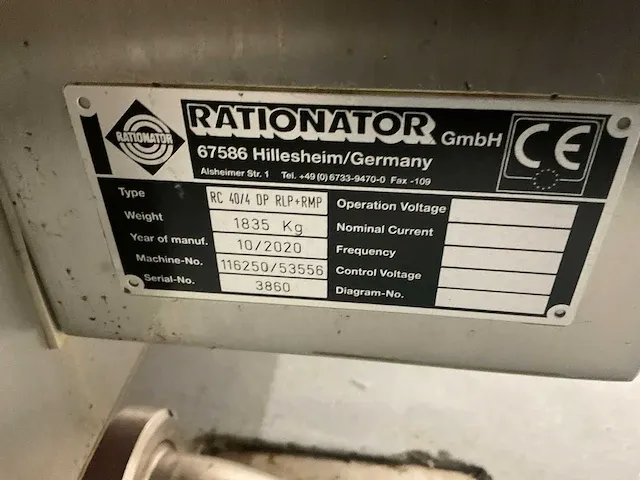 RATIONATOR
RATIONATOR GmbH
67586 Hillesheim/Germany
Alsheimer Str. 1 Tel. +49 (0) 6733-9470-0 Fax -109
CE
Type RC 40/4 DP RLP+RMP
Weight 1835 Kg
Year of manuf. 10/2020
Machine-No. 116250/53556
Serial-No. 3860
Operation Voltage
Nominal Current
Frequency
Control Voltage
Diagram-No.